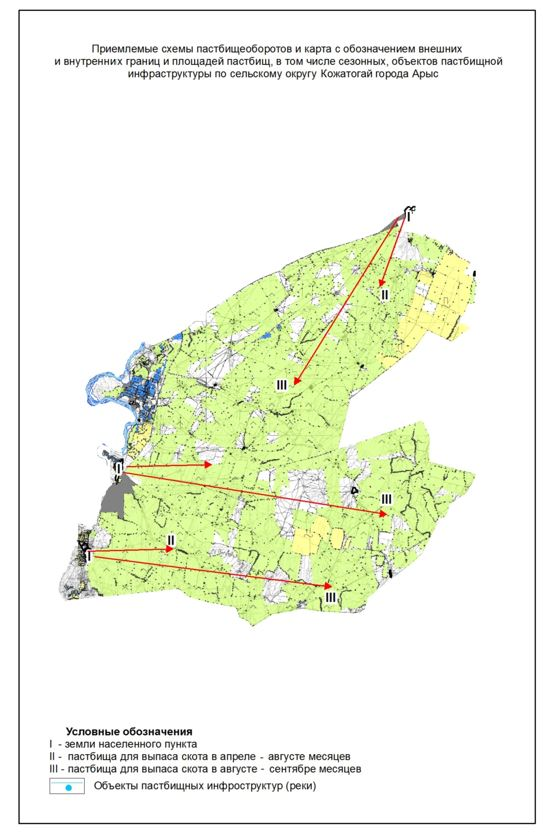 Приемлемые схемы пастбищеоборотов и карта с обозначением внешних
и внутренних границ и площадей пастбищ, в том числе сезонных, объектов пастбищной
инфраструктуры по сельскому округу Кожатогай города Арыс
I
II
III
I
III
II
I
III
Условные обозначения
I - земли населенного пункта
II - пастбища для выпаса скота в апреле - августе месяцев
III - пастбища для выпаса скота в августе - сентябре месяцев
Объекты пастбищных инфроструктур (реки)